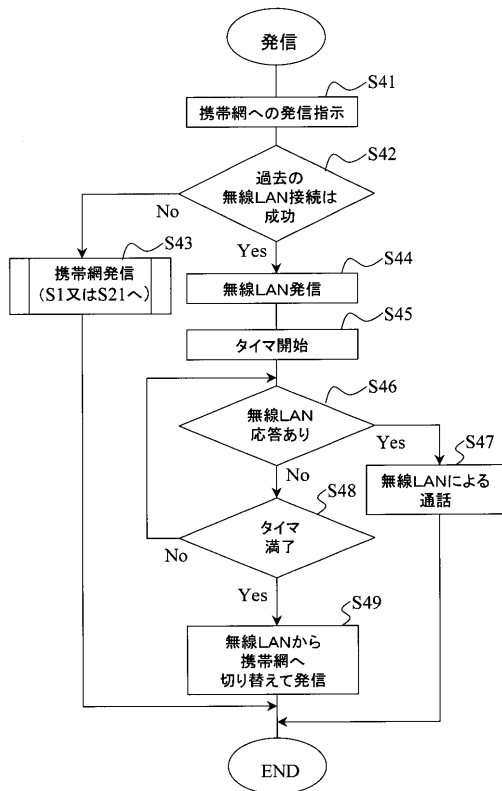 発信
S41
携帯網への発信指示
S42
過去の
無線LAN接続は
成功
No
Yes
S43
携帯網発信
(S1又はS21へ)
S44
無線LAN発信
S45
タイマ開始
S46
無線LAN
応答あり
Yes
No
S47
無線LANによる
通話
S48
タイマ
満了
No
Yes
S49
無線LANから
携帯網へ
切り替えて発信
END